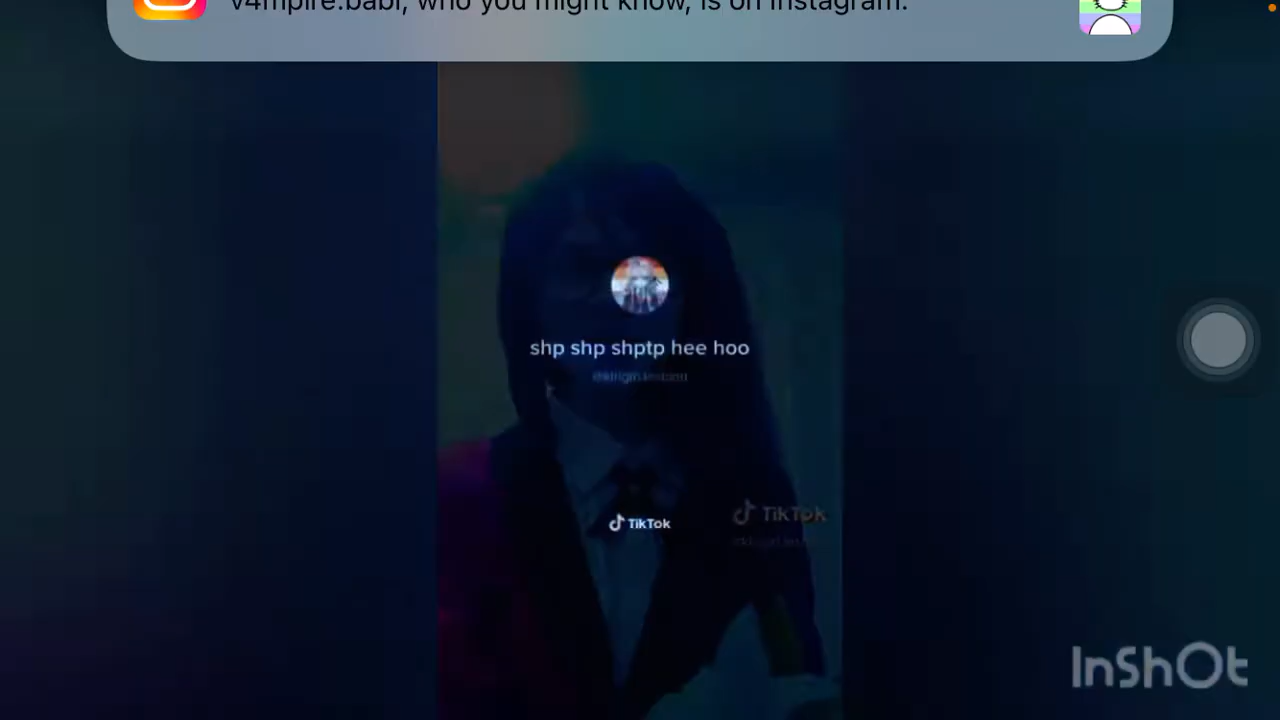 v4mpire.babi, who you might know, is on Instagram.
shp shp shptp hee hoo
TikTok
TikTok
InShOt